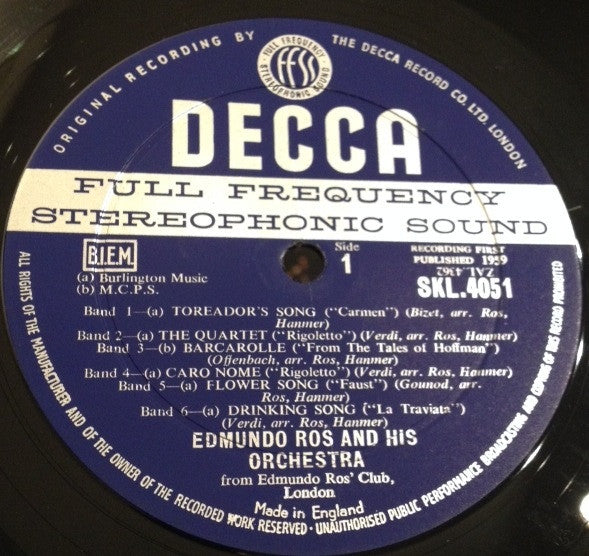 ORIGINAL RECORDING BY
FULL FREQUENCY
ffss
STEREOPHONIC SOUND
THE DECCA RECORD CO. LTD. LONDON
DECCA
FULL FREQUENCY
STEREOPHONIC SOUND
B.I.E.M.
(a) Burlington Music
(b) M.C.P.S.
Side
1
RECORDING FIRST
PUBLISHED 1959
ZAL.4362
SKL.4051
Band 1—(a) TOREADOR'S SONG ("Carmen") (Bizet, arr. Ros,
Hanmer)
Band 2—(a) THE QUARTET ("Rigoletto") (Verdi, arr. Ros, Hanmer)
Band 3—(b) BARCAROLLE ("From The Tales of Hoffman")
(Offenbach, arr. Ros, Hanmer)
Band 4—(a) CARO NOME ("Rigoletto") (Verdi, arr. Ros, Hanmer)
Band 5—(a) FLOWER SONG ("Faust") (Gounod, arr.
Ros, Hanmer)
Band 6—(a) DRINKING SONG ("La Traviata")
(Verdi, arr. Ros, Hanmer)
EDMUNDO ROS AND HIS
ORCHESTRA
from Edmundo Ros' Club,
London
Made in England
ALL RIGHTS OF THE MANUFACTURER AND OF THE OWNER OF THE RECORDED WORK RESERVED · UNAUTHORISED PUBLIC PERFORMANCE BROADCASTING AND COPYING OF THIS RECORD PROHIBITED